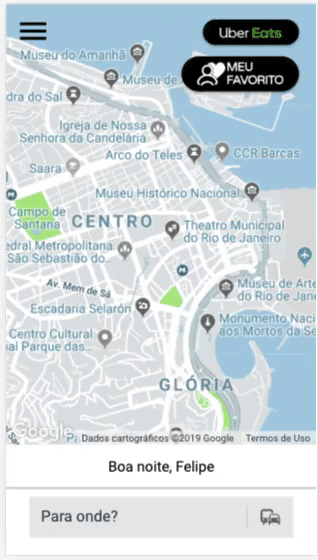 Uber Eats
MEU
FAVORITO
Museu do Amanhã
Museu de
dra do Sal
Igreja de Nossa
Senhora da Candelária
Arco do Teles
CCR Barcas
Saara
Museu Histórico Nacional
Campo de
Santana
CENTRO
Theatro Municipal
do Rio de Janeiro
edral Metropolitana
São Sebastião do...
Av. Mem de Sá
Museu de Arte
do Rio de Jane
Escadaria Selarón
Monumento Naci
aos Mortos da Se
Centro Cultural
al Parque das...
GLÓRIA
Google
Dados cartográficos ©2019 Google
Termos de Uso
Boa noite, Felipe
Para onde?